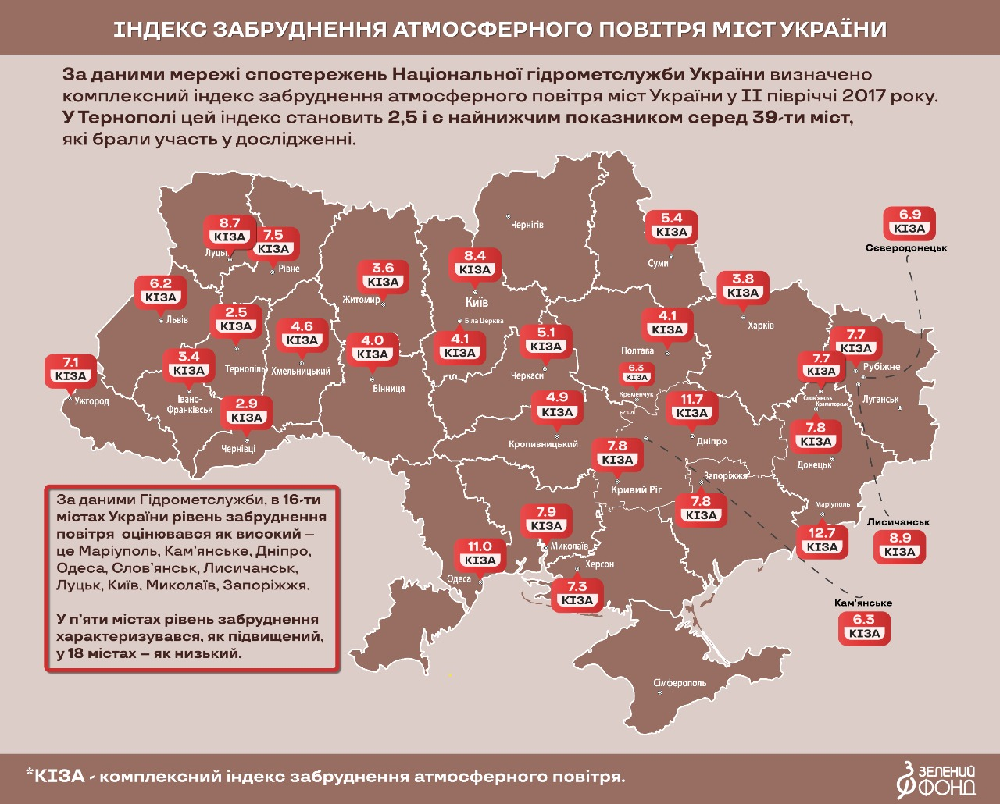 ІНДЕКС ЗАБРУДНЕННЯ АТМОСФЕРНОГО ПОВІТРЯ МІСТ УКРАЇНИ
За даними мережі спостережень Національної гідрометслужби України визначено
комплексний індекс забруднення атмосферного повітря міст України у ІІ півріччі 2017 року.
У Тернополі цей індекс становить 2,5 і є найнижчим показником серед 39-ти міст,
які брали участь у дослідженні.
8.7
КІЗА
Луцьк
7.5
КІЗА
Рівне
6.2
КІЗА
Львів
2.5
КІЗА
Тернопіль
3.4
КІЗА
Івано-
Франківськ
7.1
КІЗА
Ужгород
2.9
КІЗА
Чернівці
4.6
КІЗА
Хмельницький
3.6
КІЗА
Житомир
4.0
КІЗА
Вінниця
8.4
КІЗА
Київ
Біла Церква
4.1
КІЗА
Чернігів
5.4
КІЗА
Суми
5.1
КІЗА
Черкаси
4.1
КІЗА
Полтава
6.3
КІЗА
Кременчук
3.8
КІЗА
Харків
6.9
КІЗА
Сєверодонецьк
7.7
КІЗА
Рубіжне
7.7
КІЗА
Слов'янськ
Краматорськ
7.8
КІЗА
Донецьк
Луганськ
4.9
КІЗА
Кропивницький
11.7
КІЗА
Дніпро
7.8
КІЗА
Кривий Ріг
Запоріжжя
7.8
КІЗА
Маріуполь
12.7
КІЗА
Лисичанськ
8.9
КІЗА
7.9
КІЗА
Миколаїв
11.0
КІЗА
Одеса
Херсон
7.3
КІЗА
Кам'янське
6.3
КІЗА
Сімферополь
За даними Гідрометслужби, в 16-ти
містах України рівень забруднення
повітря оцінювався як високий –
це Маріуполь, Кам'янське, Дніпро,
Одеса, Слов'янськ, Лисичанськ,
Луцьк, Київ, Миколаїв, Запоріжжя.
У п'яти містах рівень забруднення
характеризувався, як підвищений,
у 18 містах – як низький.
*КІЗА - комплексний індекс забруднення атмосферного повітря.
ЗЕЛЕНИЙ
ФОНД